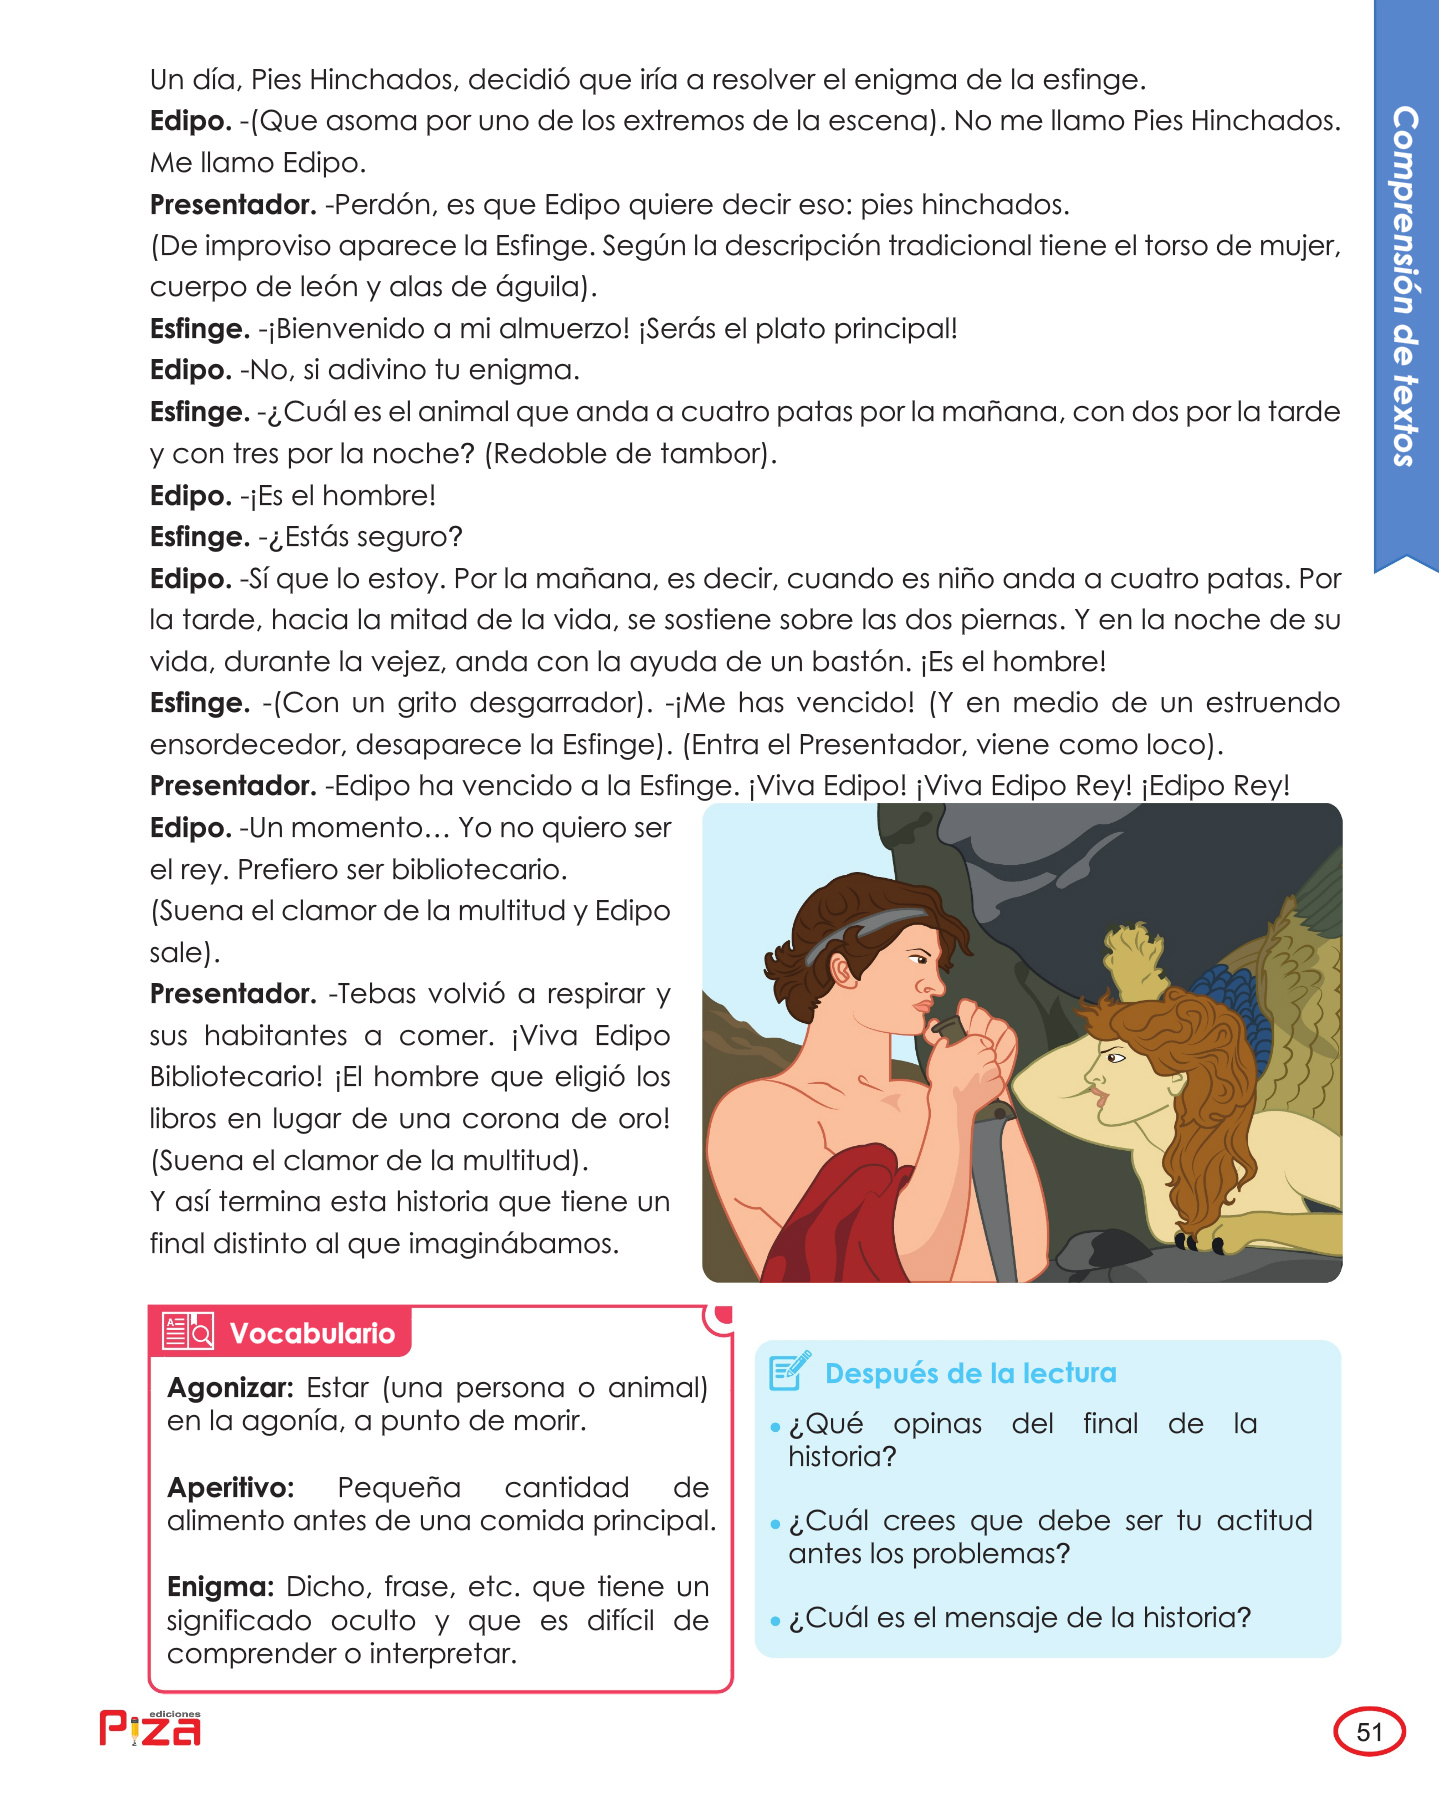 Un día, Pies Hinchados, decidió que iría a resolver el enigma de la esfinge.
Edipo. -(Que asoma por uno de los extremos de la escena). No me llamo Pies Hinchados.
Me llamo Edipo.
Presentador. -Perdón, es que Edipo quiere decir eso: pies hinchados.
(De improviso aparece la Esfinge. Según la descripción tradicional tiene el torso de mujer,
cuerpo de león y alas de águila).
Esfinge. -¡Bienvenido a mi almuerzo! ¡Serás el plato principal!
Edipo. -No, si adivino tu enigma.
Esfinge. -¿Cuál es el animal que anda a cuatro patas por la mañana, con dos por la tarde
y con tres por la noche? (Redoble de tambor).
Edipo. -¡Es el hombre!
Esfinge. -¿Estás seguro?
Edipo. -Sí que lo estoy. Por la mañana, es decir, cuando es niño anda a cuatro patas. Por
la tarde, hacia la mitad de la vida, se sostiene sobre las dos piernas. Y en la noche de su
vida, durante la vejez, anda con la ayuda de un bastón. ¡Es el hombre!
Esfinge. -(Con un grito desgarrador). -¡Me has vencido! (Y en medio de un estruendo
ensordecedor, desaparece la Esfinge). (Entra el Presentador, viene como loco).
Presentador. -Edipo ha vencido a la Esfinge. ¡Viva Edipo! ¡Viva Edipo Rey! ¡Edipo Rey!
Edipo. -Un momento… Yo no quiero ser
el rey. Prefiero ser bibliotecario.
(Suena el clamor de la multitud y Edipo
sale).
Presentador. -Tebas volvió a respirar y
sus habitantes a comer. ¡Viva Edipo
Bibliotecario! ¡El hombre que eligió los
libros en lugar de una corona de oro!
(Suena el clamor de la multitud).
Y así termina esta historia que tiene un
final distinto al que imaginábamos.
Comprensión de textos
Vocabulario
Agonizar: Estar (una persona o animal)
en la agonía, a punto de morir.
Aperitivo: Pequeña cantidad de
alimento antes de una comida principal.
Enigma: Dicho, frase, etc. que tiene un
significado oculto y que es difícil de
comprender o interpretar.
Después de la lectura
• ¿Qué opinas del final de la
historia?
• ¿Cuál crees que debe ser tu actitud
antes los problemas?
• ¿Cuál es el mensaje de la historia?
ediciones
Piza
51